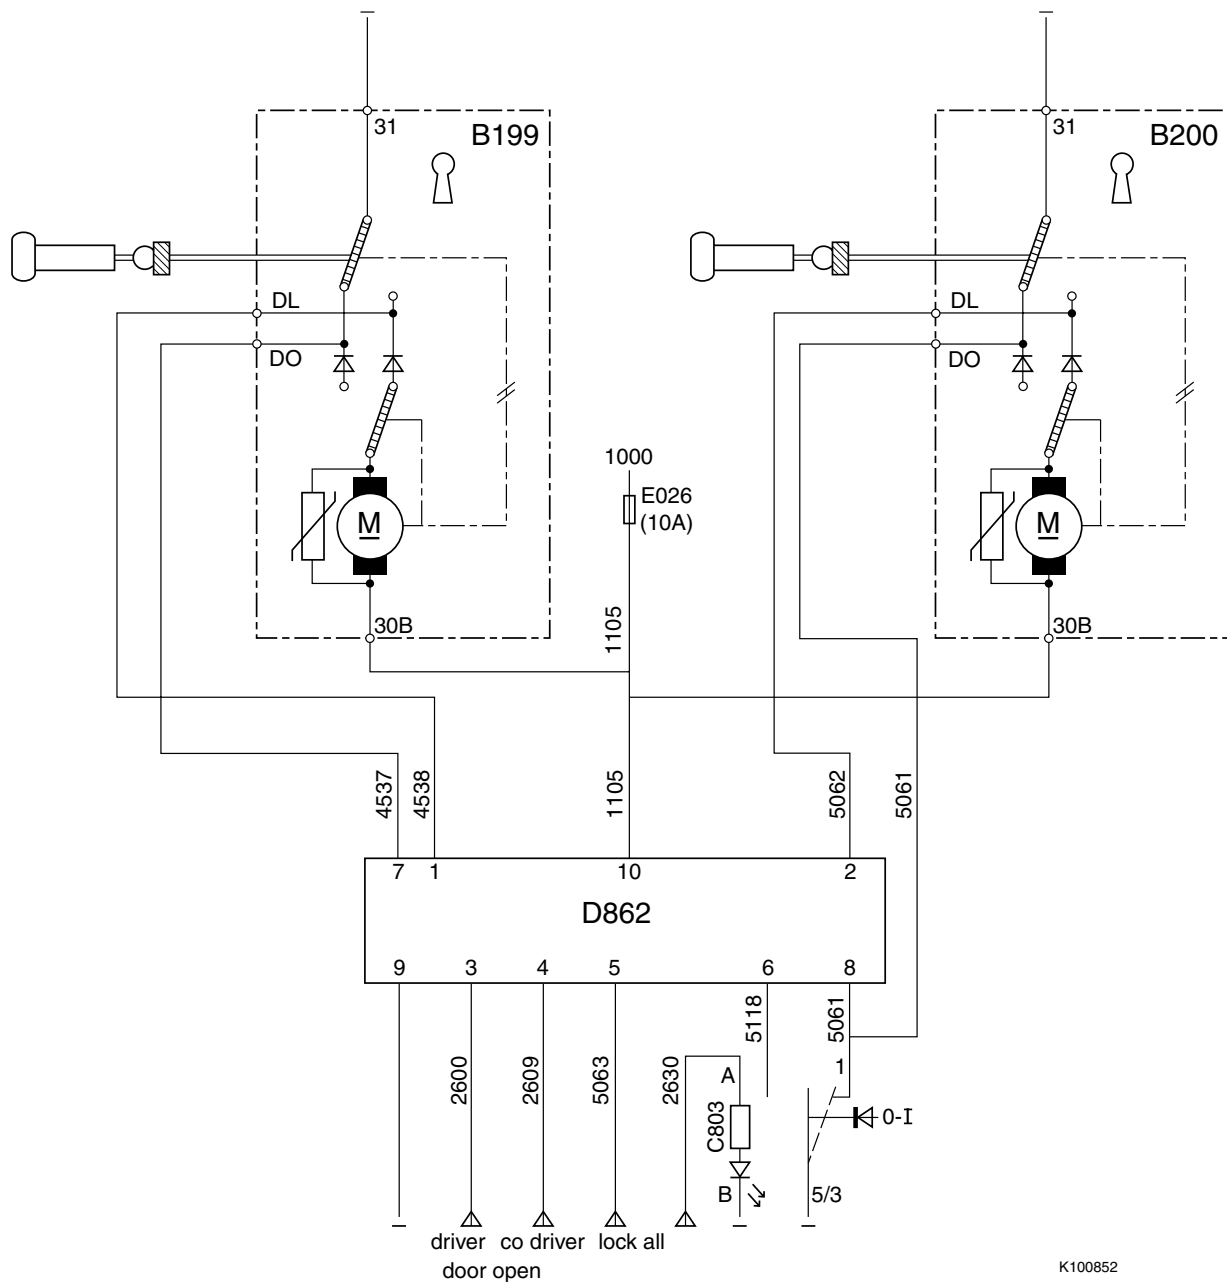 31
B199
31
B200
DL
DO
DL
DO
1000
E026
(10A)
M
M
30B
1105
30B
4537
4538
1105
5062
5061
7
1
10
2
D862
9
3
4
5
6
8
2600
2609
5063
2630
A
C803
B
5118
5061
1
0-I
5/3
driver co driver lock all
door open
K100852